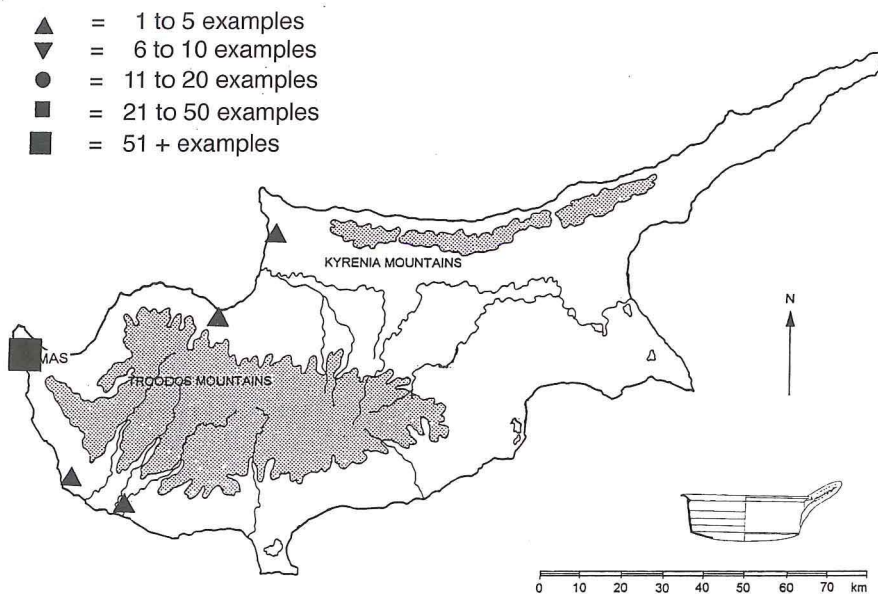 = 1 to 5 examples
= 6 to 10 examples
= 11 to 20 examples
= 21 to 50 examples
= 51 + examples
KYRENIA MOUNTAINS
N
MAS
TROODOS MOUNTAINS
0 10 20 30 40 50 60 70 km